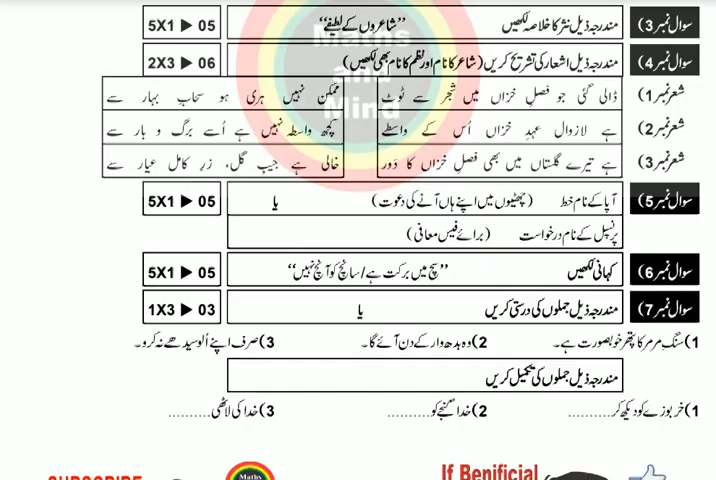 سوال نمبر 3) مندرجہ ذیل نثر کا خلاصہ لکھیں "شاعروں کے لطیفے" 5X1 ▶ 05
سوال نمبر 4) مندرجہ ذیل اشعار کی تشریح کریں (شاعر کا نام اور نظم کا نام بھی لکھیں) 2X3 ▶ 06
شعر نمبر 1) ڈالی گئی جو فصلِ خزاں میں شجر سے ٹوٹ ممکن نہیں ہری ہو سحابِ بہار سے
شعر نمبر 2) ہے لازوال عہدِ خزاں اُس کے واسطے کچھ واسطہ نہیں ہے اُسے برگ و بار سے
شعر نمبر 3) ہے تیرے گلستاں میں بھی فصلِ خزاں کا دَور خالی ہے جیبِ گل، زرِ کامل عیار سے
سوال نمبر 5) آپا کے نام خط (چھٹیوں میں اپنے ہاں آنے کی دعوت) یا 5X1 ▶ 05
پرنسپل کے نام درخواست (برائے فیس معافی)
سوال نمبر 6) کہانی لکھیں "سچ میں برکت ہے/سانچ کو آنچ نہیں" 5X1 ▶ 05
سوال نمبر 7) مندرجہ ذیل جملوں کی درستی کریں یا 1X3 ▶ 03
1) سنگِ مرمر کا پتھر خوبصورت ہے۔ 2) وہ بدھ وار کے دن آئے گا۔ 3) صرف اپنے اُلو سیدھے نہ کرو۔
مندرجہ ذیل جملوں کی تکمیل کریں
1) خربوزے کو دیکھ کر.......... 2) خدا گنجے کو.......... 3) خدا کی لاٹھی..........
Maths and Mind
SUBSCRIBE
Maths
If Benificial